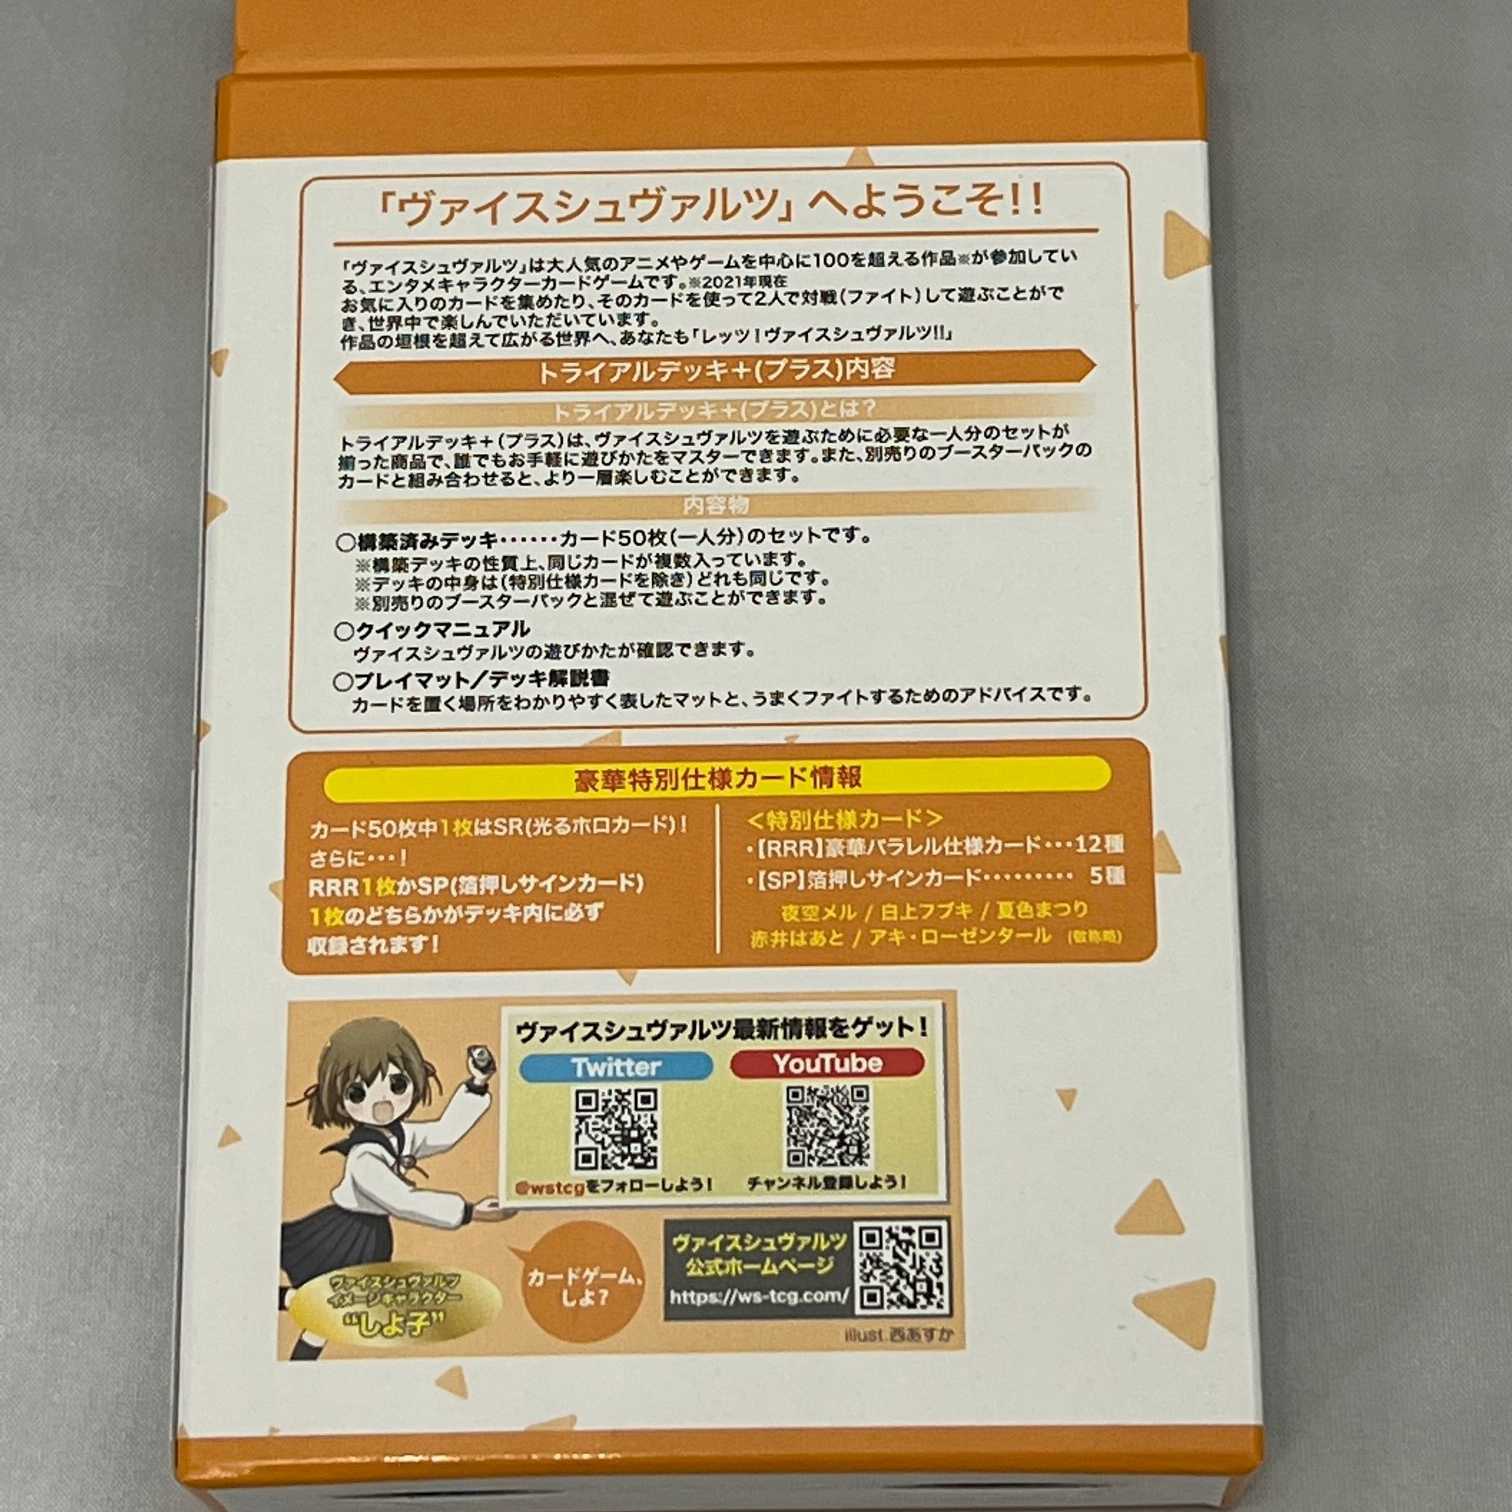 「ヴァイスシュヴァルツ」へようこそ!!
「ヴァイスシュヴァルツ」は大人気のアニメやゲームを中心に100を超える作品※が参加してい
る、エンタメキャラクターカードゲームです。※2021年現在
お気に入りのカードを集めたり、そのカードを使って2人で対戦(ファイト)して遊ぶことがで
き、世界中で楽しんでいただいています。
作品の垣根を超えて広がる世界へ、あなたも「レッツ!ヴァイスシュヴァルツ!!」
トライアルデッキ+(プラス)内容
トライアルデッキ+(プラス)とは?
トライアルデッキ+(プラス)は、ヴァイスシュヴァルツを遊ぶために必要な一人分のセットが
揃った商品で、誰でもお手軽に遊びかたをマスターできます。また、別売りのブースターパックの
カードと組み合わせると、より一層楽しむことができます。
内容物
○構築済みデッキ……カード50枚(一人分)のセットです。
※構築デッキの性質上、同じカードが複数入っています。
※デッキの中身は(特別仕様カードを除き)どれも同じです。
※別売りのブースターパックと混ぜて遊ぶことができます。
○クイックマニュアル
ヴァイスシュヴァルツの遊びかたが確認できます。
○プレイマット/デッキ解説書
カードを置く場所をわかりやすく表したマットと、うまくファイトするためのアドバイスです。
豪華特別仕様カード情報
カード50枚中1枚はSR(光るホロカード)!
さらに…!
RRR1枚かSP(箔押しサインカード)
1枚のどちらかがデッキ内に必ず
収録されます!
<特別仕様カード>
・【RRR】豪華パラレル仕様カード…12種
・【SP】箔押しサインカード……… 5種
夜空メル / 白上フブキ / 夏色まつり
赤井はあと / アキ・ローゼンタール (敬称略)
ヴァイスシュヴァルツ最新情報をゲット!
Twitter
YouTube
@wstcgをフォローしよう!
チャンネル登録しよう!
カードゲーム、
しよ?
ヴァイスシュヴァルツ
公式ホームページ
https://ws-tcg.com/
ヴァイスシュヴァルツ
イメージキャラクター
“しよ子”
illust.西あすか